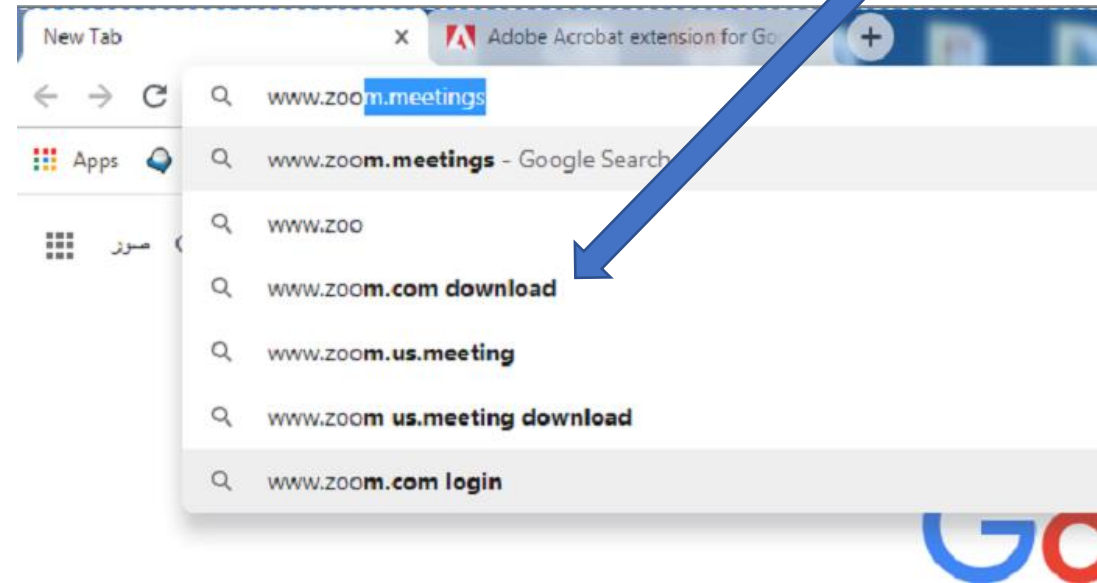 New Tab
Adobe Acrobat extension for Go
www.zoom.meetings
Apps
www.zoom.meetings - Google Search
صور
www.zoo
www.zoom.com download
www.zoom.us.meeting
www.zoom us.meeting download
www.zoom.com login
Go